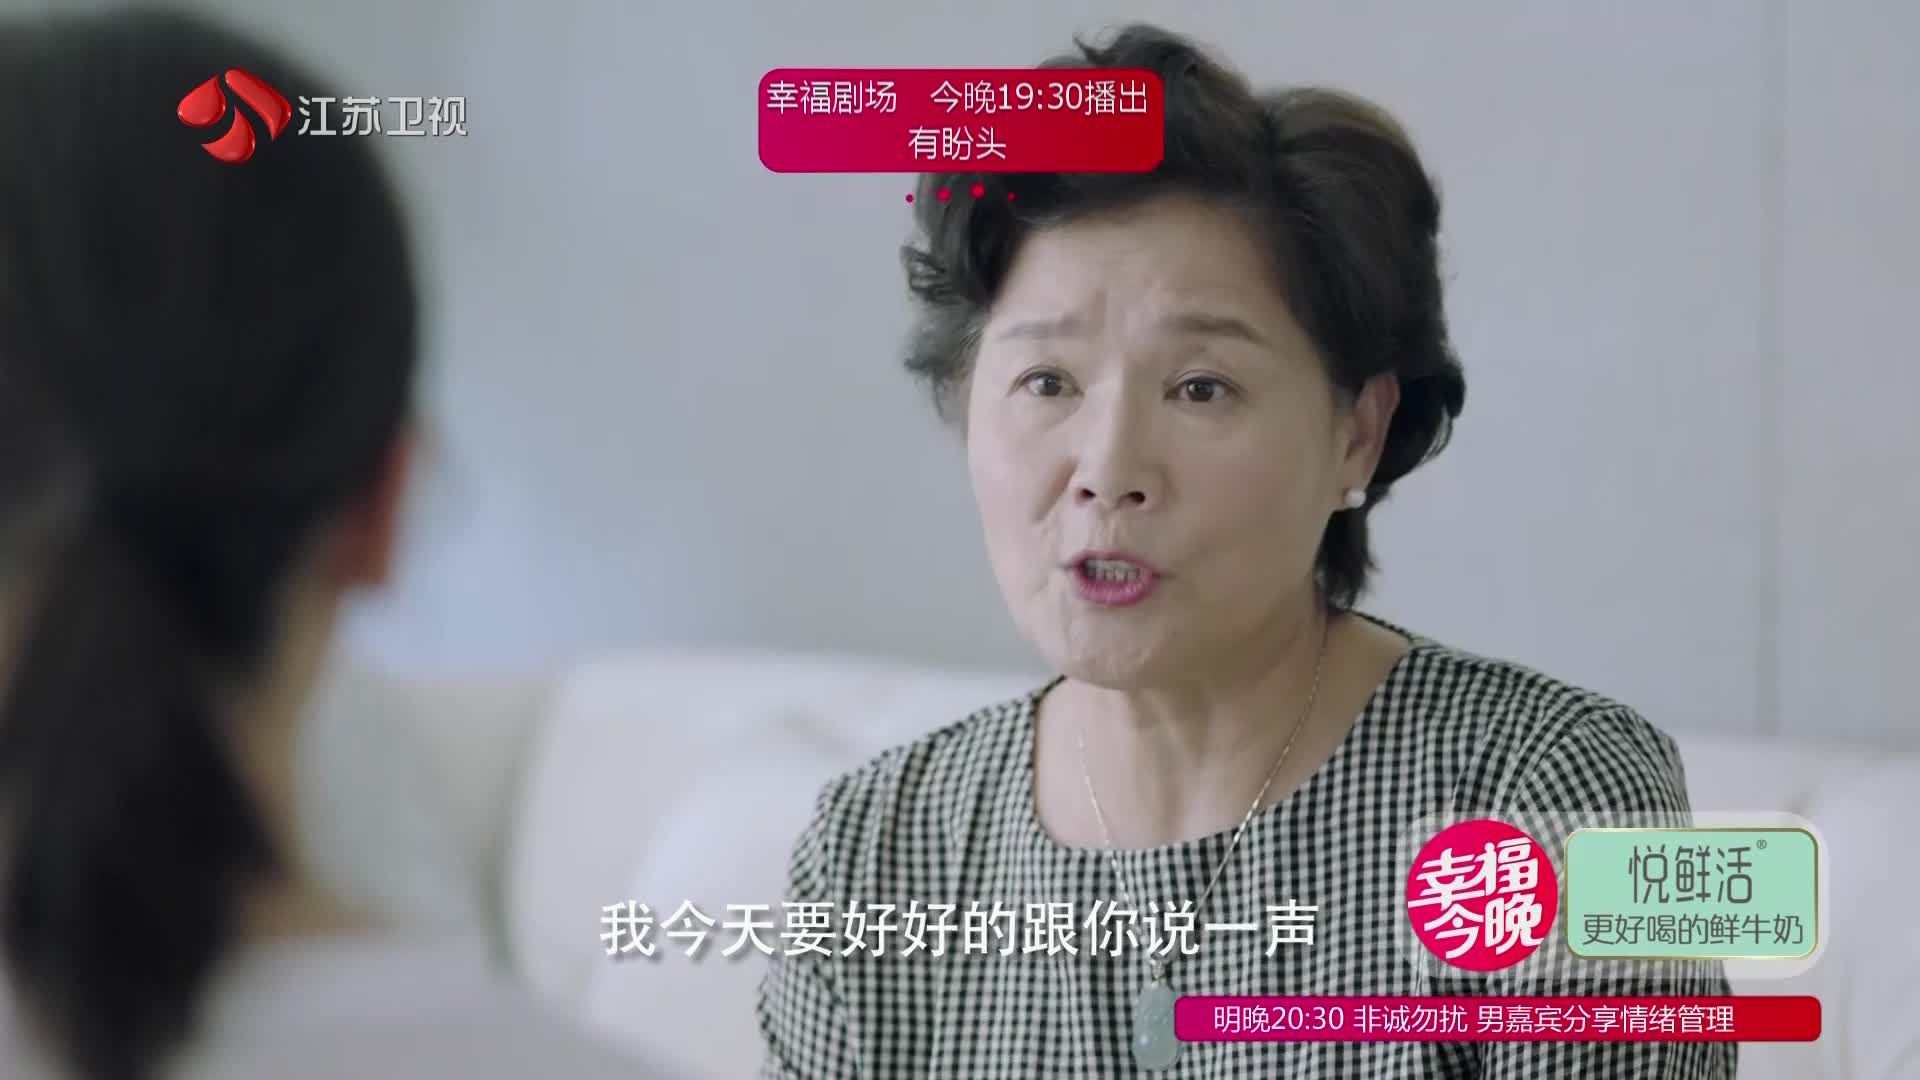 江苏卫视
幸福剧场 今晚19:30播出
有盼头
我今天要好好的跟你说一声
幸福
今晚
悦鲜活®
更好喝的鲜牛奶
明晚20:30 非诚勿扰 男嘉宾分享情绪管理